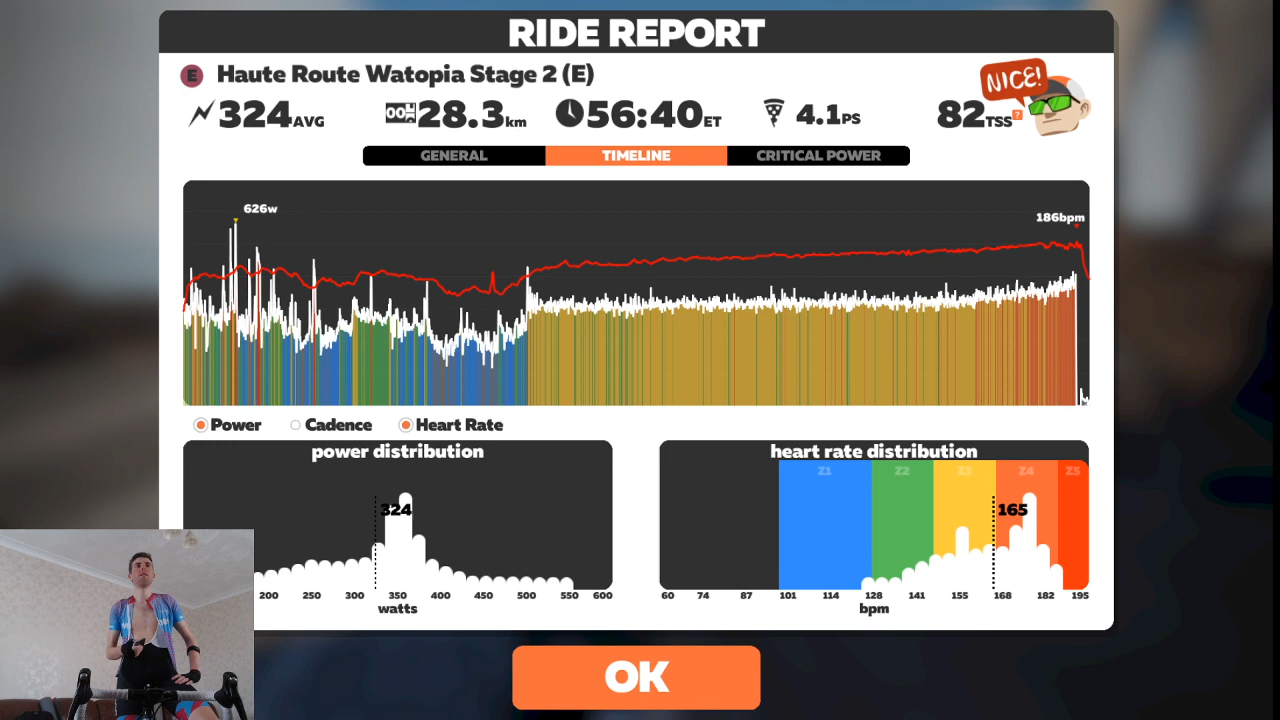 RIDE REPORT
E Haute Route Watopia Stage 2 (E)
NICE!
324AVG 28.3km 56:40ET 4.1PS 82TSS?
GENERAL TIMELINE CRITICAL POWER
626w
186bpm
Power Cadence Heart Rate
power distribution
324
200 250 300 350 400 450 500 550 600
watts
heart rate distribution
Z1 Z2 Z3 Z4 Z5
165
60 74 87 101 114 128 141 155 168 182 195
bpm
OK